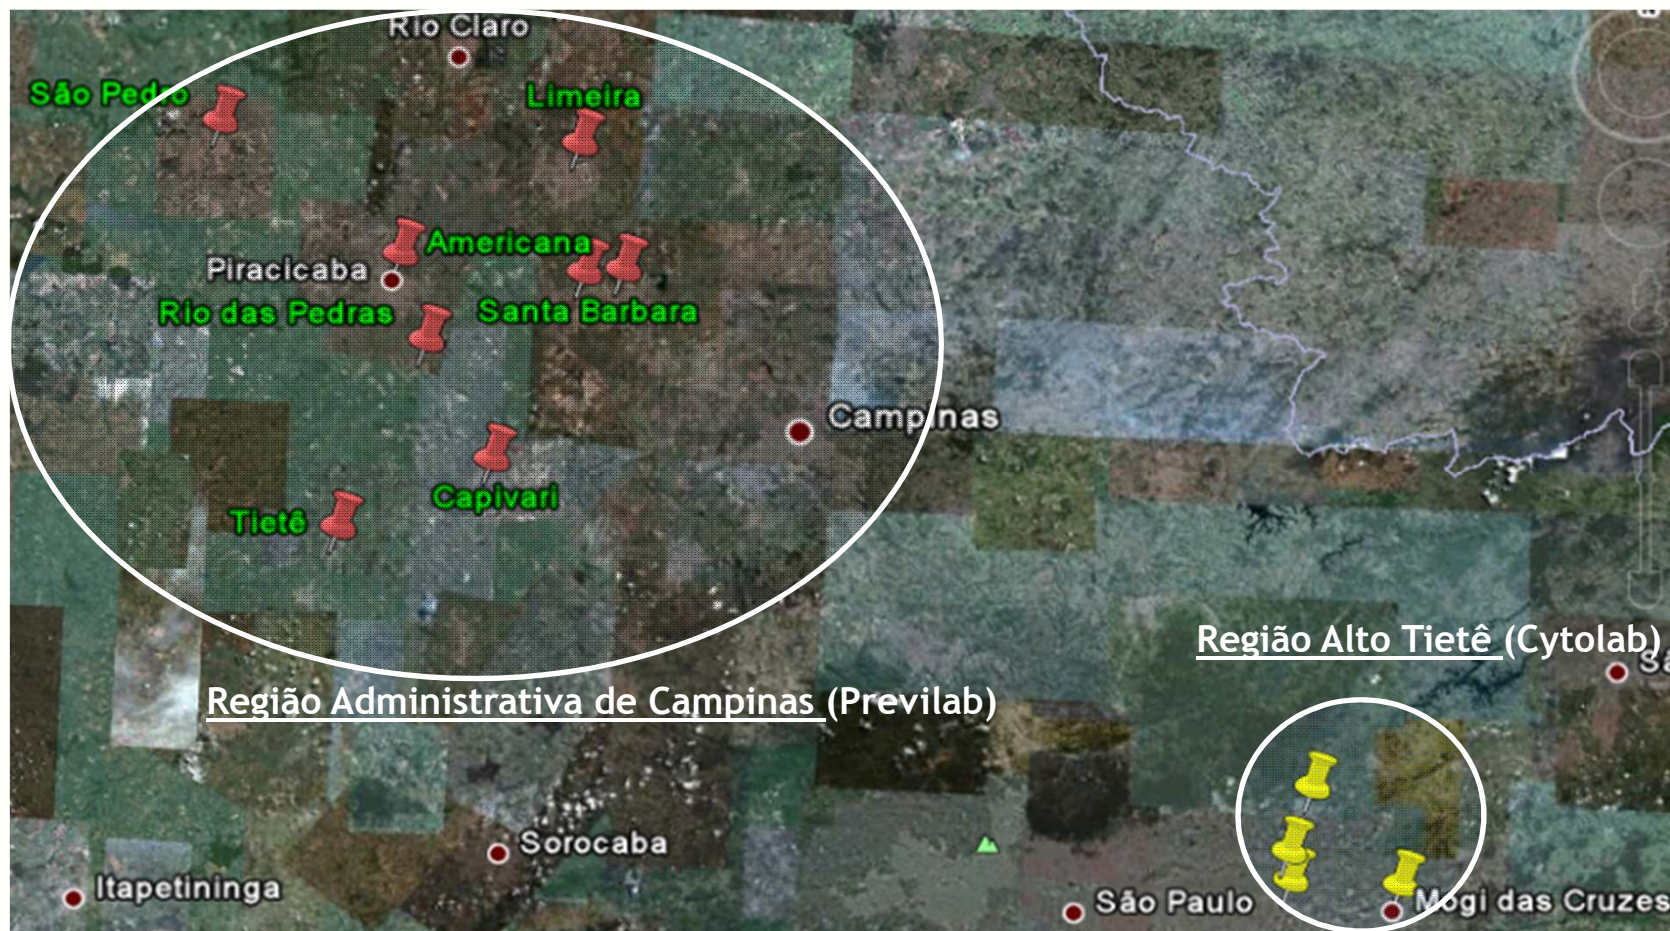 Rio Claro
São Pedro
Limeira
Americana
Piracicaba
Rio das Pedras
Santa Barbara
Campinas
Capivari
Tietê
Região Alto Tietê (Cytolab)
Região Administrativa de Campinas (Previlab)
Sorocaba
Itapetininga
São Paulo
Mogi das Cruzes